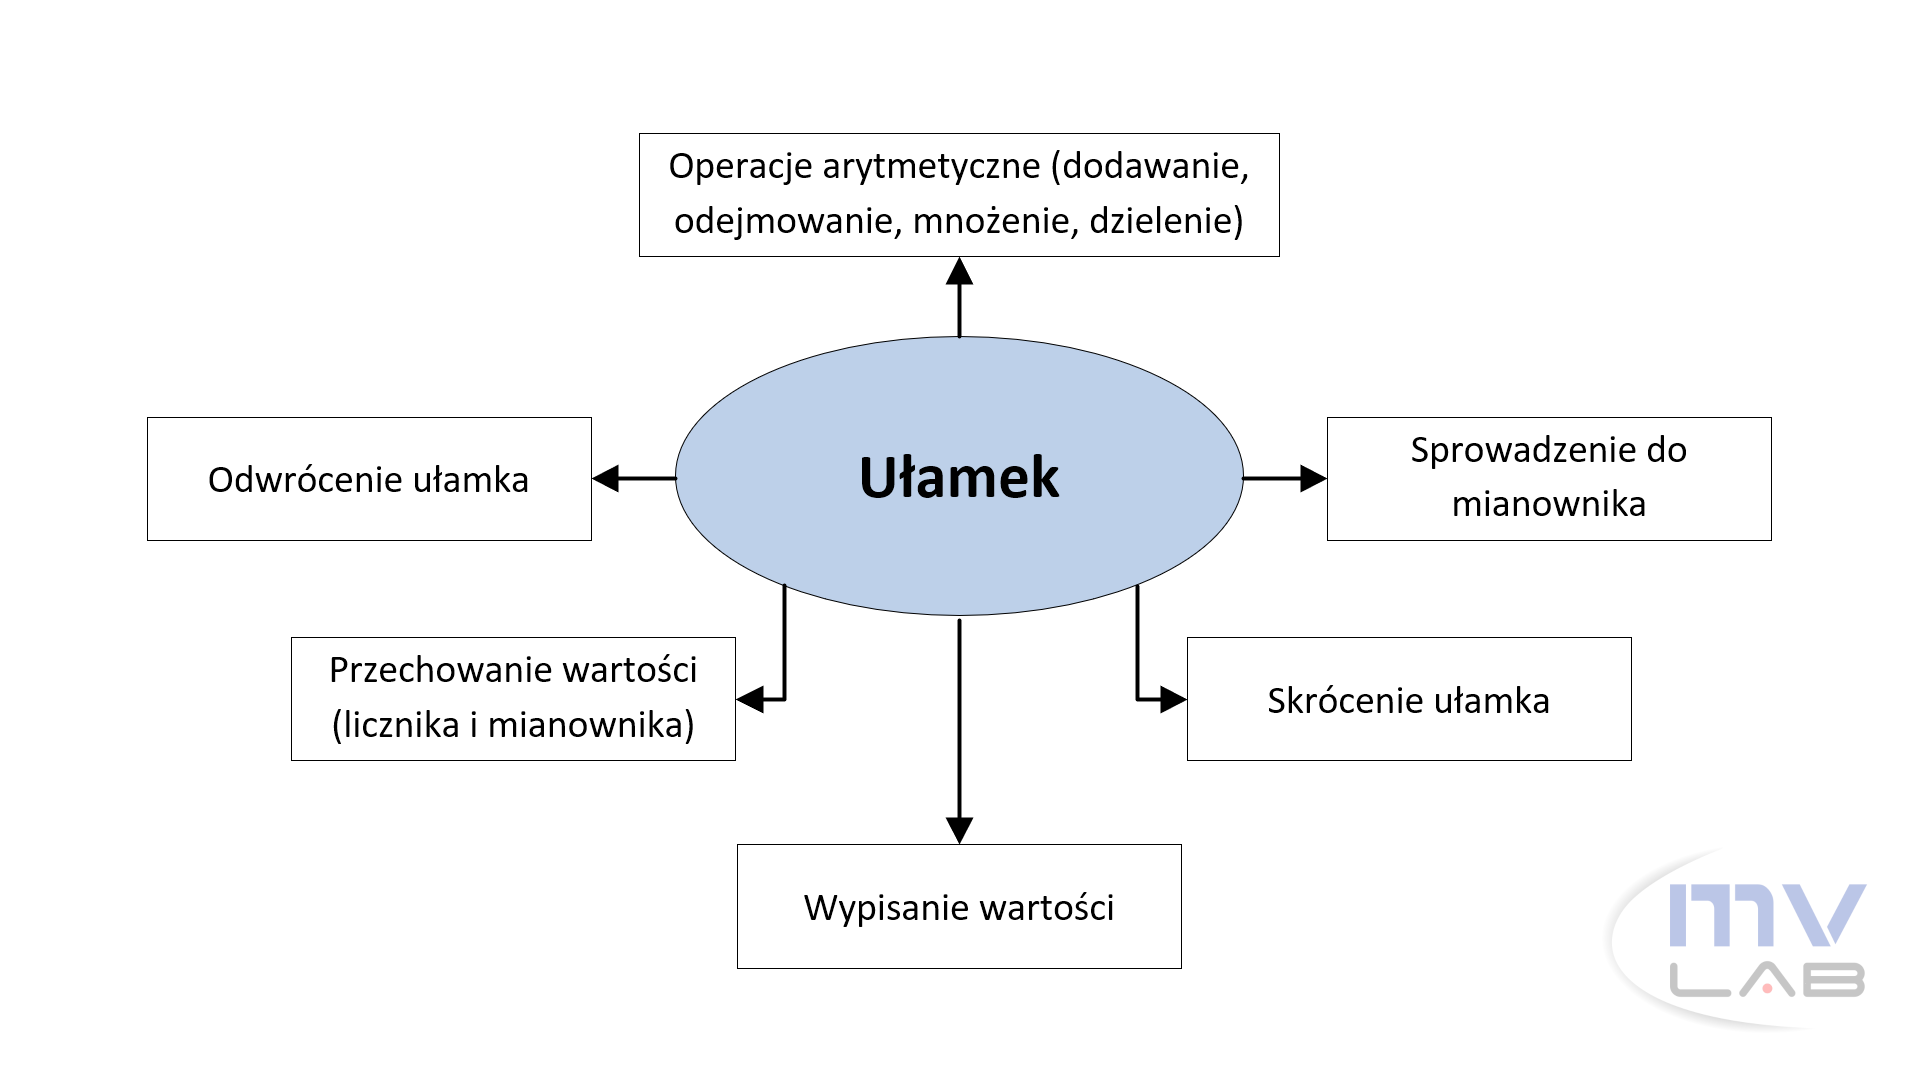 Operacje arytmetyczne (dodawanie,
odejmowanie, mnożenie, dzielenie)
Odwrócenie ułamka
Ułamek
Sprowadzenie do
mianownika
Przechowanie wartości
(licznika i mianownika)
Skrócenie ułamka
Wypisanie wartości
MV
LAB